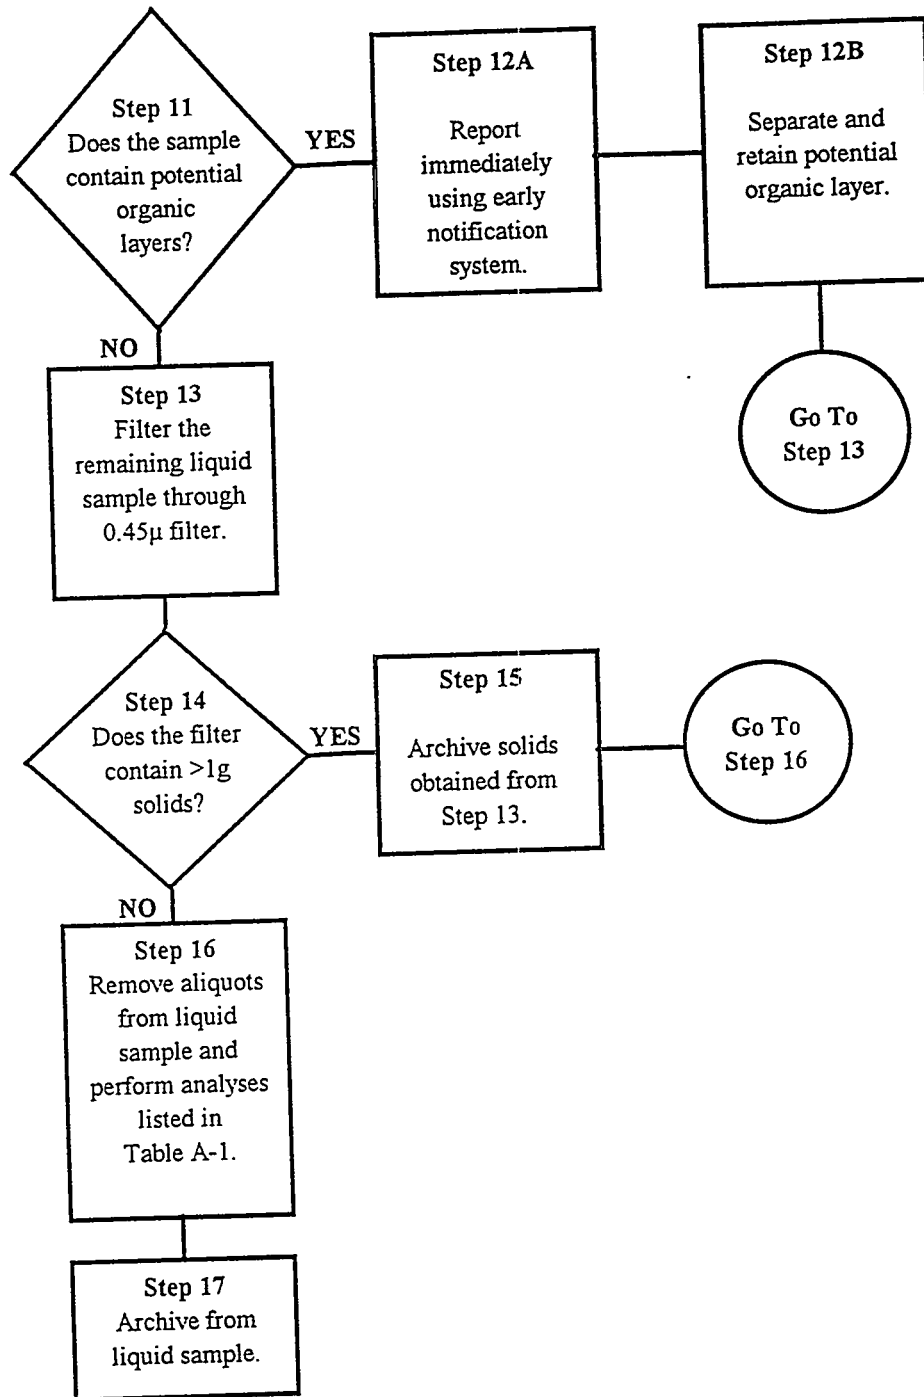 Step 11
Does the sample
contain potential
organic
layers?
YES
Step 12A
Report
immediately
using early
notification
system.
Step 12B
Separate and
retain potential
organic layer.
Go To
Step 13
NO
Step 13
Filter the
remaining liquid
sample through
0.45µ filter.
Step 14
Does the filter
contain >1g
solids?
YES
Step 15
Archive solids
obtained from
Step 13.
Go To
Step 16
NO
Step 16
Remove aliquots
from liquid
sample and
perform analyses
listed in
Table A-1.
Step 17
Archive from
liquid sample.